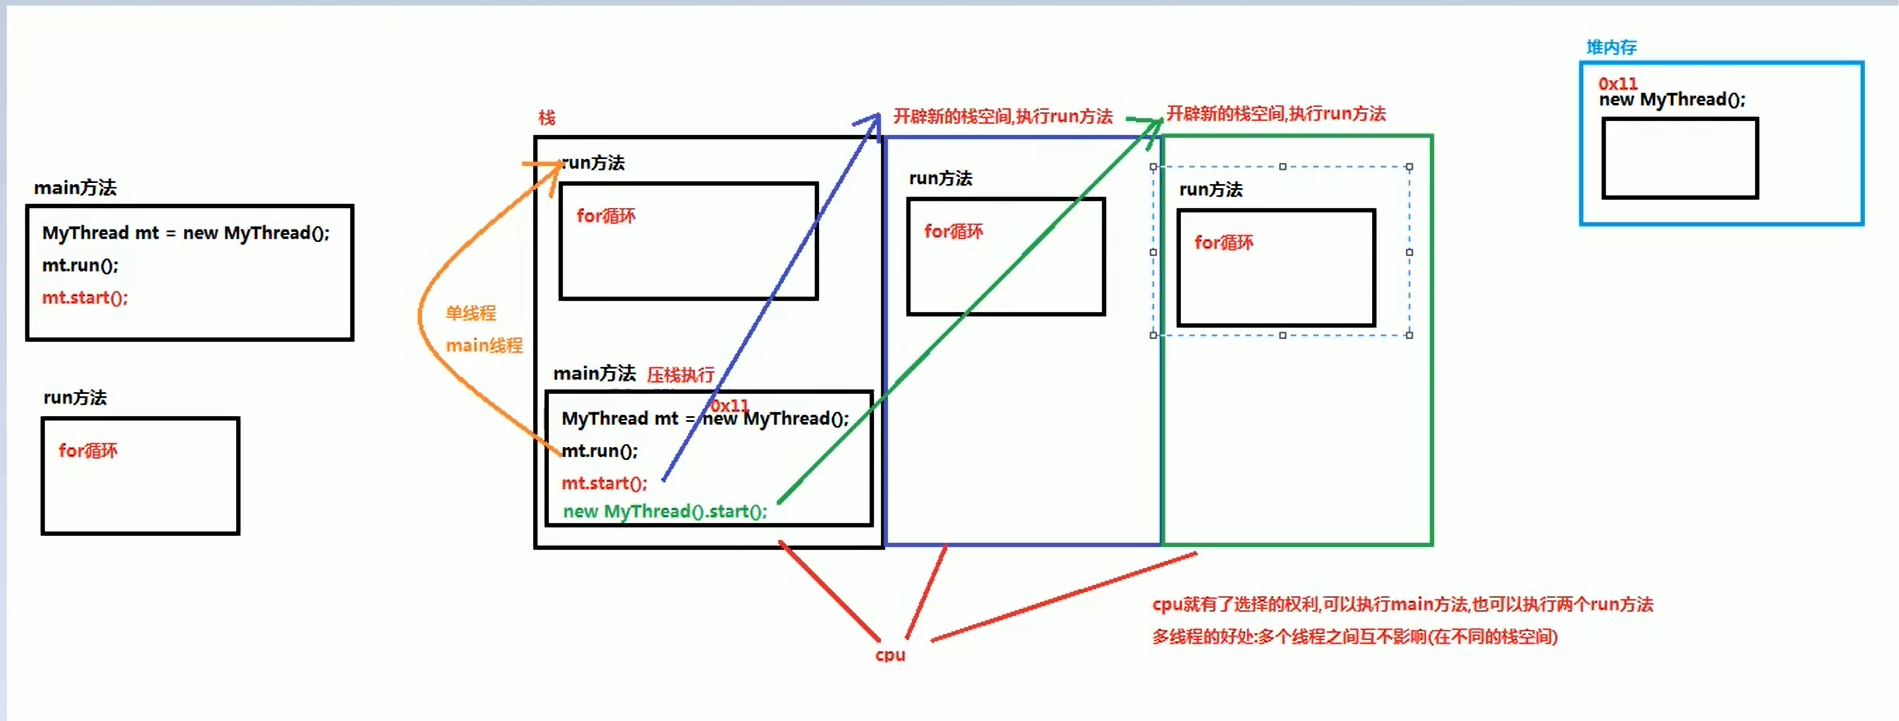 main方法
MyThread mt = new MyThread();
mt.run();
mt.start();
run方法
for循环
单线程
main线程
栈
run方法
for循环
main方法 压栈执行
0x11
MyThread mt = new MyThread();
mt.run();
mt.start();
new MyThread().start();
开辟新的栈空间,执行run方法
run方法
for循环
开辟新的栈空间,执行run方法
run方法
for循环
堆内存
0x11
new MyThread();
cpu
cpu就有了选择的权利,可以执行main方法,也可以执行两个run方法
多线程的好处:多个线程之间互不影响(在不同的栈空间)